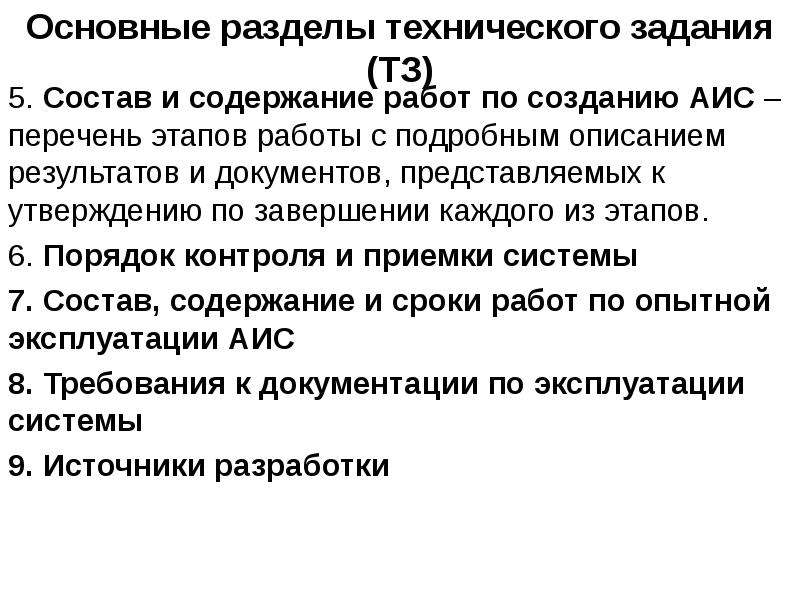 Основные разделы технического задания
(ТЗ)
5. Состав и содержание работ по созданию АИС –
перечень этапов работы с подробным описанием
результатов и документов, представляемых к
утверждению по завершении каждого из этапов.
6. Порядок контроля и приемки системы
7. Состав, содержание и сроки работ по опытной
эксплуатации АИС
8. Требования к документации по эксплуатации
системы
9. Источники разработки